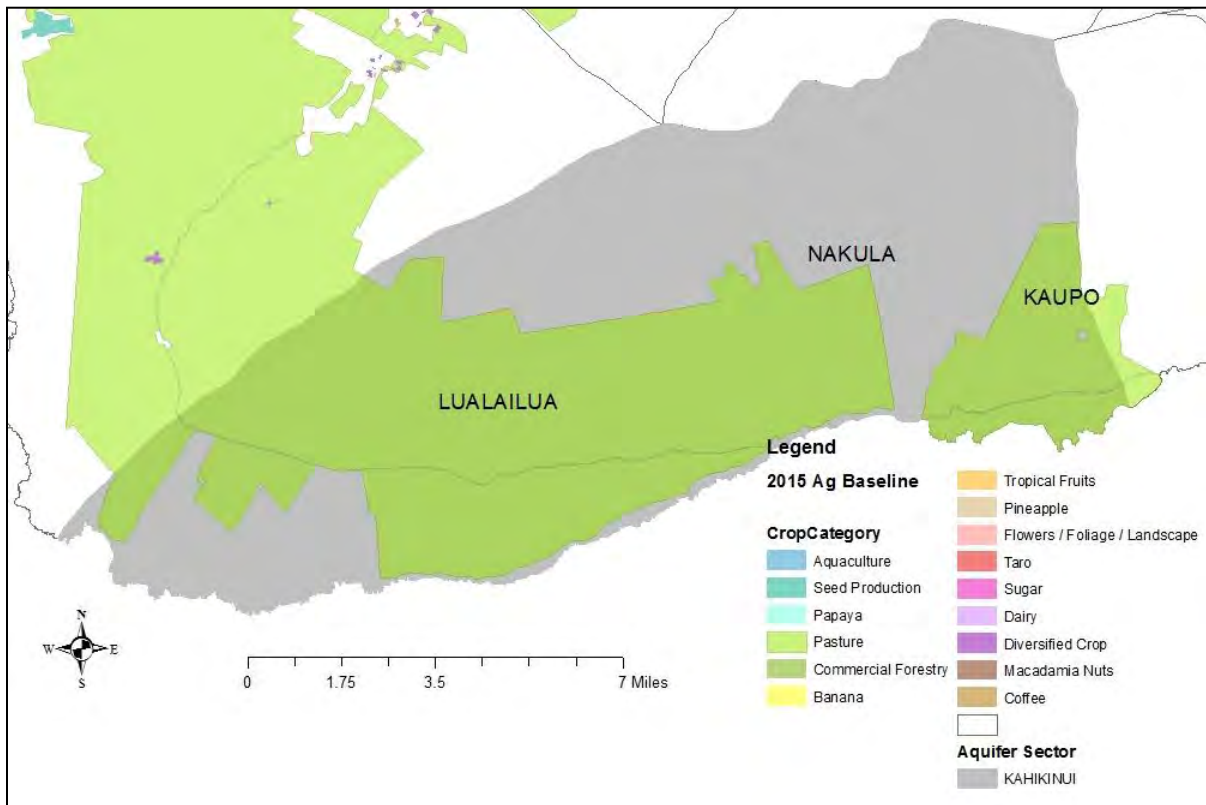 NAKULA
KAUPO
LUALAILUA
N
W E
S
0 1.75 3.5 7 Miles
Legend
2015 Ag Baseline
CropCategory
Aquaculture
Seed Production
Papaya
Pasture
Commercial Forestry
Banana
Tropical Fruits
Pineapple
Flowers / Foliage / Landscape
Taro
Sugar
Dairy
Diversified Crop
Macadamia Nuts
Coffee
Aquifer Sector
KAHIKINUI